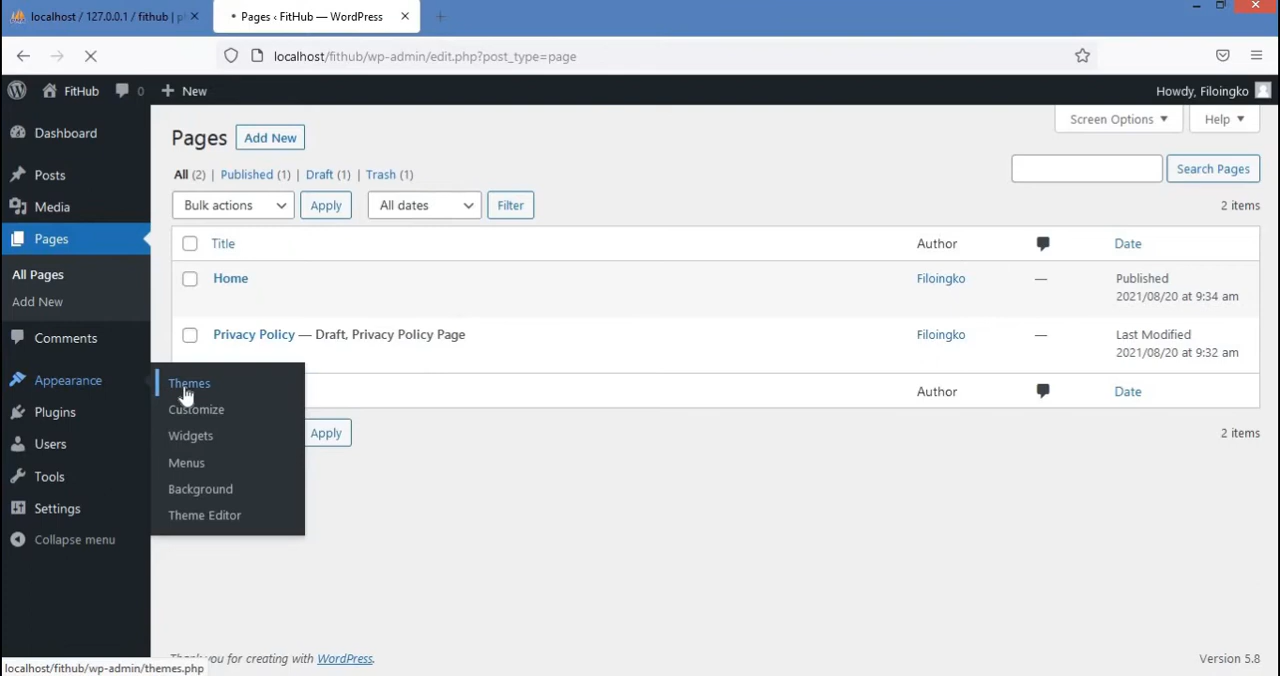 localhost / 127.0.0.1 / fithub | p
Pages ‹ FitHub — WordPress
localhost/fithub/wp-admin/edit.php?post_type=page
FitHub 0 New Howdy, Filoingko
Dashboard
Posts
Media
Pages
All Pages
Add New
Comments
Appearance
Plugins
Users
Tools
Settings
Collapse menu
Themes
Customize
Widgets
Menus
Background
Theme Editor
Screen Options Help
Pages Add New
All (2) | Published (1) | Draft (1) | Trash (1)
Search Pages
Bulk actions Apply All dates Filter 2 items
Title Author Date
Home Filoingko — Published
2021/08/20 at 9:34 am
Privacy Policy — Draft, Privacy Policy Page Filoingko — Last Modified
2021/08/20 at 9:32 am
Author Date
Apply 2 items
you for creating with WordPress. Version 5.8
localhost/fithub/wp-admin/themes.php